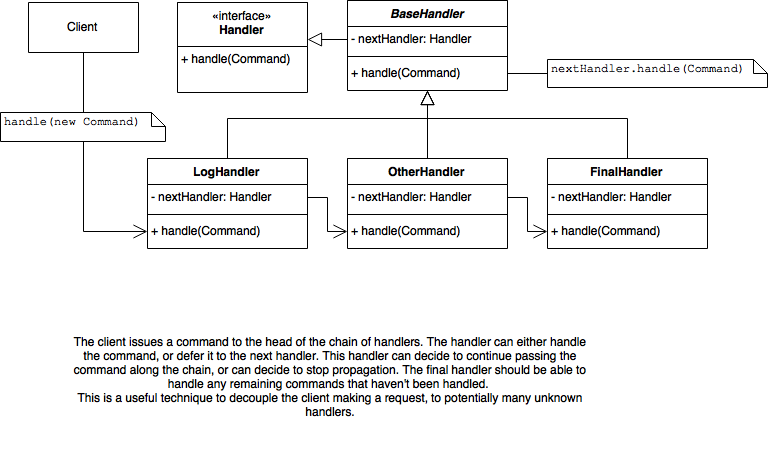 Client
«interface»
Handler
+ handle(Command)
BaseHandler
- nextHandler: Handler
+ handle(Command)
nextHandler.handle(Command)
handle(new Command)
LogHandler
- nextHandler: Handler
+ handle(Command)
OtherHandler
- nextHandler: Handler
+ handle(Command)
FinalHandler
- nextHandler: Handler
+ handle(Command)
The client issues a command to the head of the chain of handlers. The handler can either handle
the command, or defer it to the next handler. This handler can decide to continue passing the
command along the chain, or can decide to stop propagation. The final handler should be able to
handle any remaining commands that haven't been handled.
This is a useful technique to decouple the client making a request, to potentially many unknown
handlers.